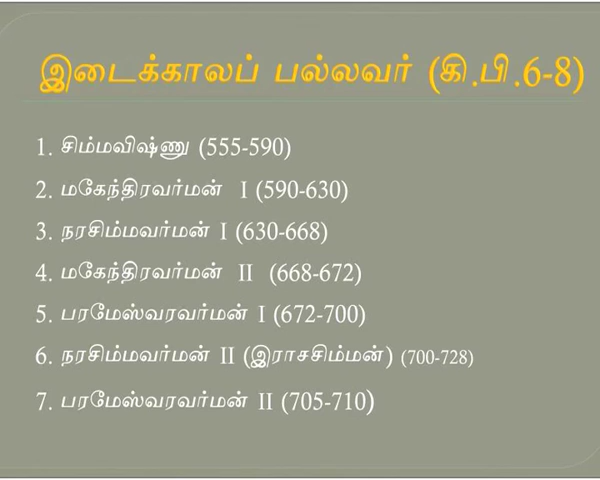 இடைக்காலப் பல்லவர் (கி.பி.6-8)
1. சிம்மவிஷ்ணு (555-590)
2. மகேந்திரவர்மன் I (590-630)
3. நரசிம்மவர்மன் I (630-668)
4. மகேந்திரவர்மன் II (668-672)
5. பரமேஸ்வரவர்மன் I (672-700)
6. நரசிம்மவர்மன் II (இராசசிம்மன்) (700-728)
7. பரமேஸ்வரவர்மன் II (705-710)